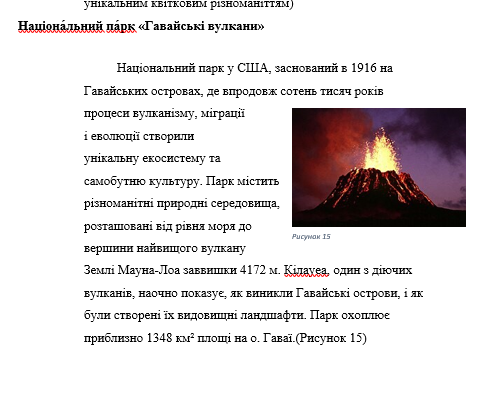 унікальним квітковим різноманіттям)
Націона́льний па́рк «Гавайські вулкани»
Національний парк у США, заснований в 1916 на
Гавайських островах, де впродовж сотень тисяч років
процеси вулканізму, міграції
і еволюції створили
унікальну екосистему та
самобутню культуру. Парк містить
різноманітні природні середовища,
розташовані від рівня моря до
вершини найвищого вулкану
Землі Мауна-Лоа заввишки 4172 м. Кілауеа, один з діючих
вулканів, наочно показує, як виникли Гавайські острови, і як
були створені їх видовищні ландшафти. Парк охоплює
приблизно 1348 км² площі на о. Гаваї.(Рисунок 15)
Рисунок 15